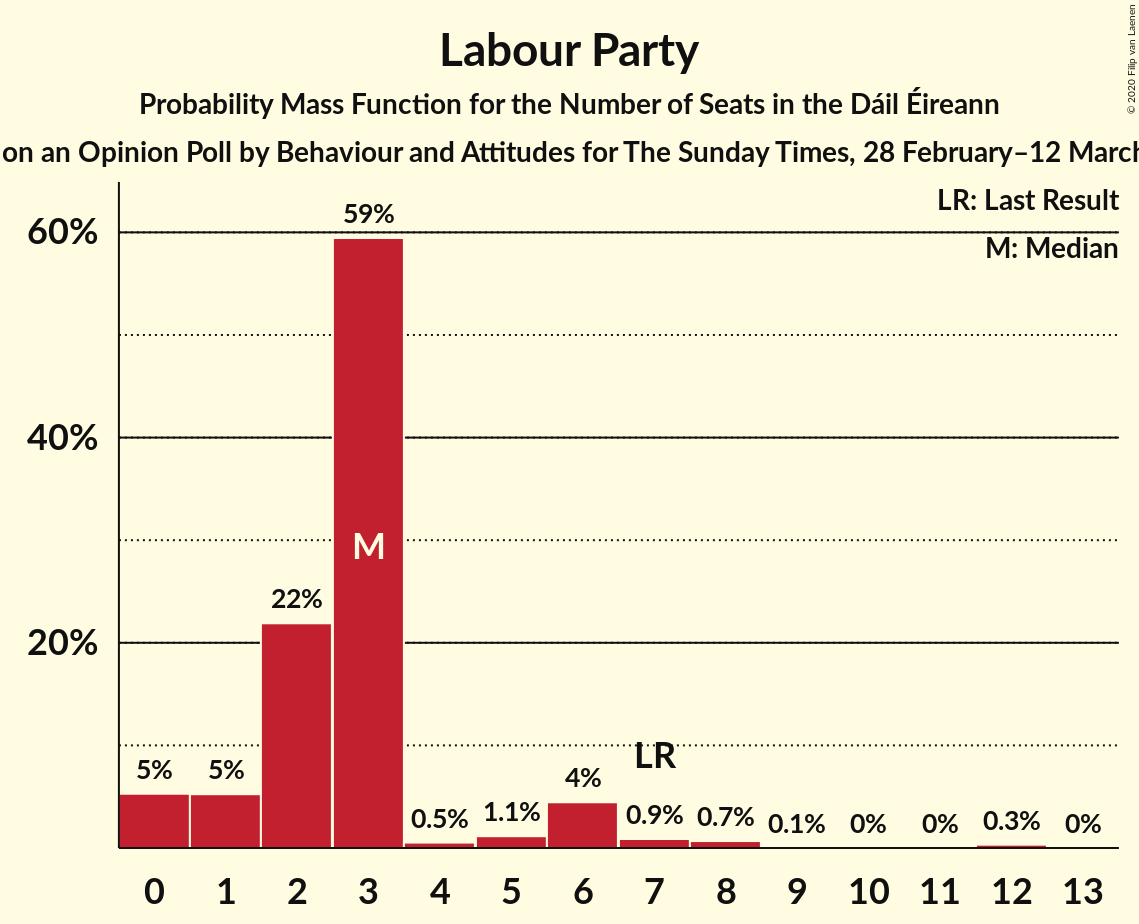 Labour Party
Probability Mass Function for the Number of Seats in the Dáil Éireann
on an Opinion Poll by Behaviour and Attitudes for The Sunday Times, 28 February–12 March
© 2020 Filip van Laenen
LR: Last Result
M: Median
60%
40%
20%
59%
M
22%
5%
5%
0.5%
1.1%
4%
LR
0.9%
0.7%
0.1%
0%
0%
0.3%
0%
0 1 2 3 4 5 6 7 8 9 10 11 12 13